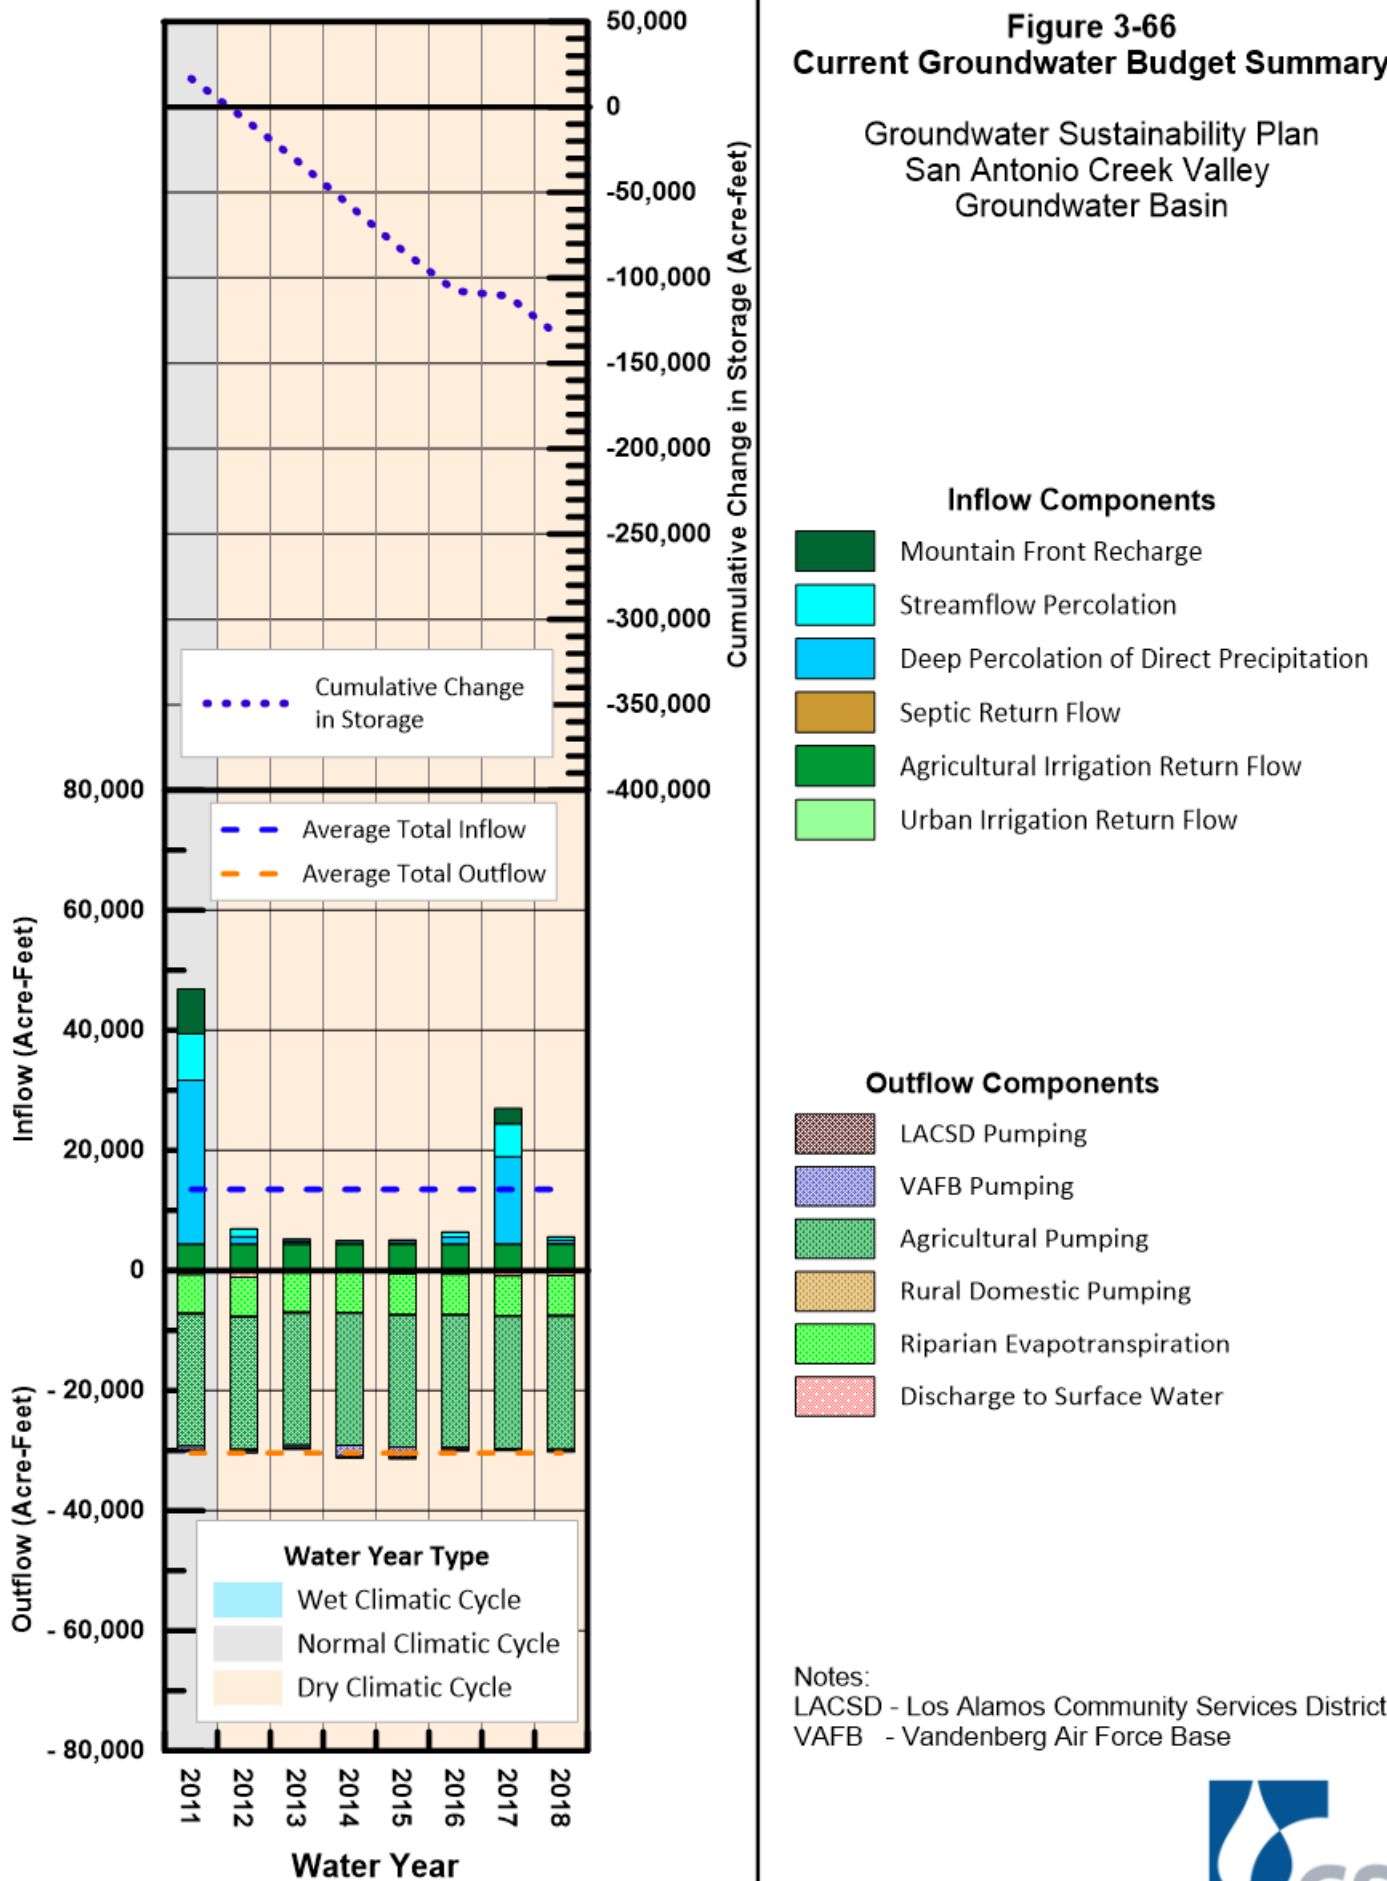 Figure 3-66
Current Groundwater Budget Summary
Groundwater Sustainability Plan
San Antonio Creek Valley
Groundwater Basin
50,000
0
-50,000
-100,000
-150,000
-200,000
-250,000
-300,000
-350,000
-400,000
Cumulative Change in Storage (Acre-feet)
Cumulative Change
in Storage
80,000
60,000
40,000
20,000
0
- 20,000
- 40,000
- 60,000
- 80,000
Inflow (Acre-Feet)
Outflow (Acre-Feet)
Average Total Inflow
Average Total Outflow
Water Year Type
Wet Climatic Cycle
Normal Climatic Cycle
Dry Climatic Cycle
2011
2012
2013
2014
2015
2016
2017
2018
Water Year
Inflow Components
Mountain Front Recharge
Streamflow Percolation
Deep Percolation of Direct Precipitation
Septic Return Flow
Agricultural Irrigation Return Flow
Urban Irrigation Return Flow
Outflow Components
LACSD Pumping
VAFB Pumping
Agricultural Pumping
Rural Domestic Pumping
Riparian Evapotranspiration
Discharge to Surface Water
Notes:
LACSD - Los Alamos Community Services District
VAFB - Vandenberg Air Force Base